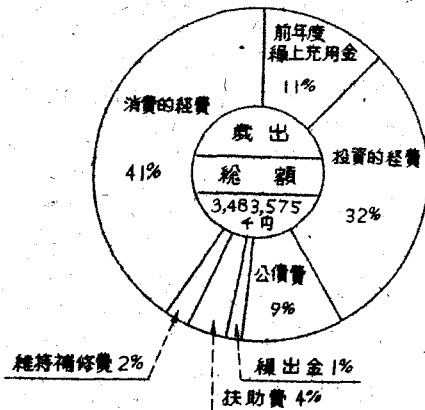 前年度
繰上充用金
11%
消費的経費
41%
歳出
総額
3,483,575
千円
投資的経費
32%
公債費
9%
維持補修費 2%
繰出金 1%
扶助費 4%